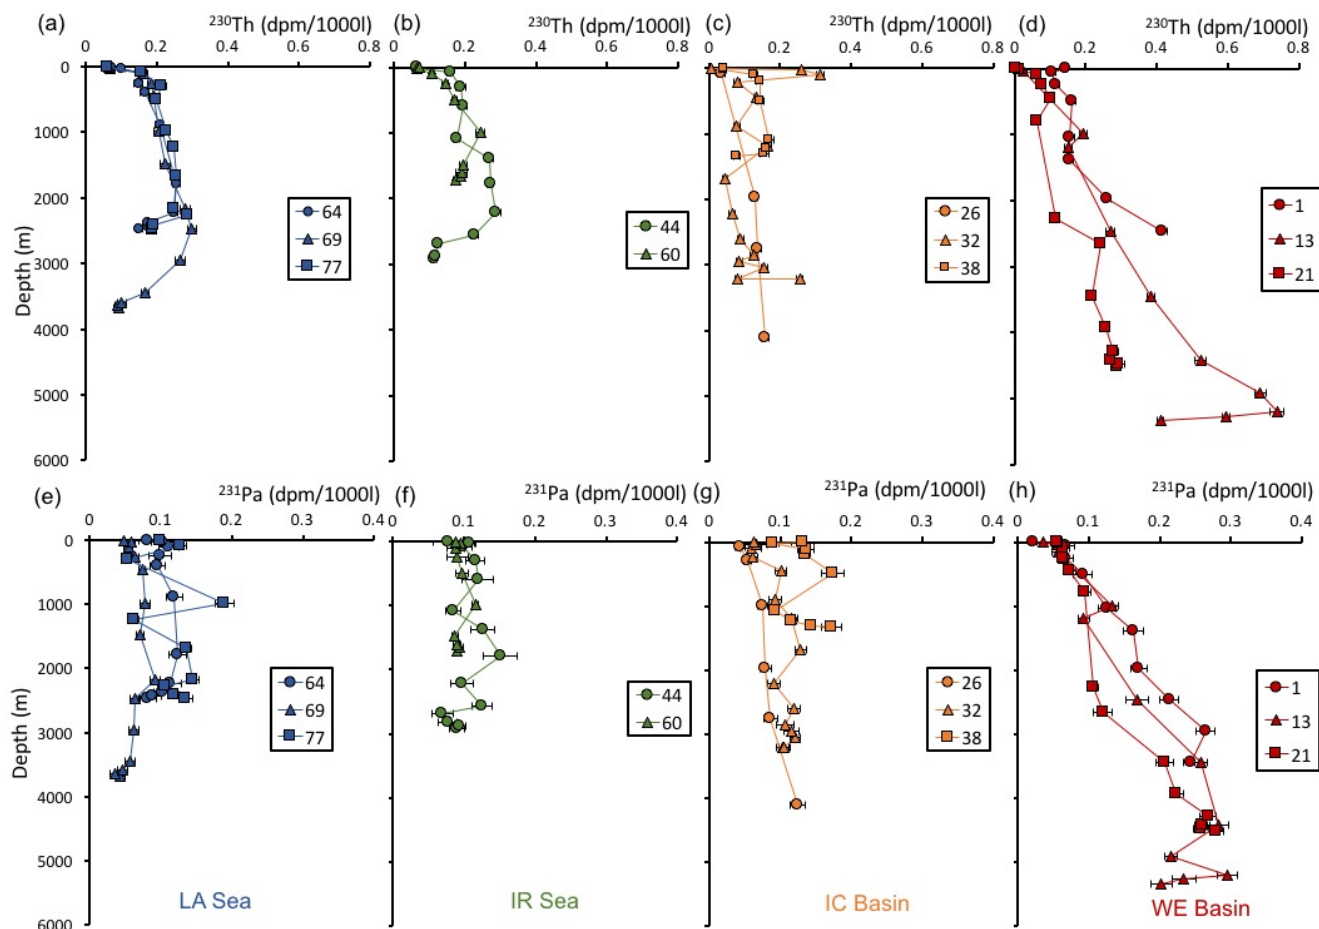 (a) ²³⁰Th (dpm/1000l)
0 0.2 0.4 0.6 0.8
(b) ²³⁰Th (dpm/1000l)
0 0.2 0.4 0.6 0.8
(c) ²³⁰Th (dpm/1000l)
0 0.2 0.4 0.6 0.8
(d) ²³⁰Th (dpm/1000l)
0 0.2 0.4 0.6 0.8
Depth (m)
0
1000
2000
3000
4000
5000
6000
64
69
77
44
60
26
32
38
1
13
21
(e) ²³¹Pa (dpm/1000l)
0 0.1 0.2 0.3 0.4
(f) ²³¹Pa (dpm/1000l)
0 0.1 0.2 0.3 0.4
(g) ²³¹Pa (dpm/1000l)
0 0.1 0.2 0.3 0.4
(h) ²³¹Pa (dpm/1000l)
0 0.1 0.2 0.3 0.4
Depth (m)
0
1000
2000
3000
4000
5000
6000
64
69
77
44
60
26
32
38
1
13
21
LA Sea
IR Sea
IC Basin
WE Basin